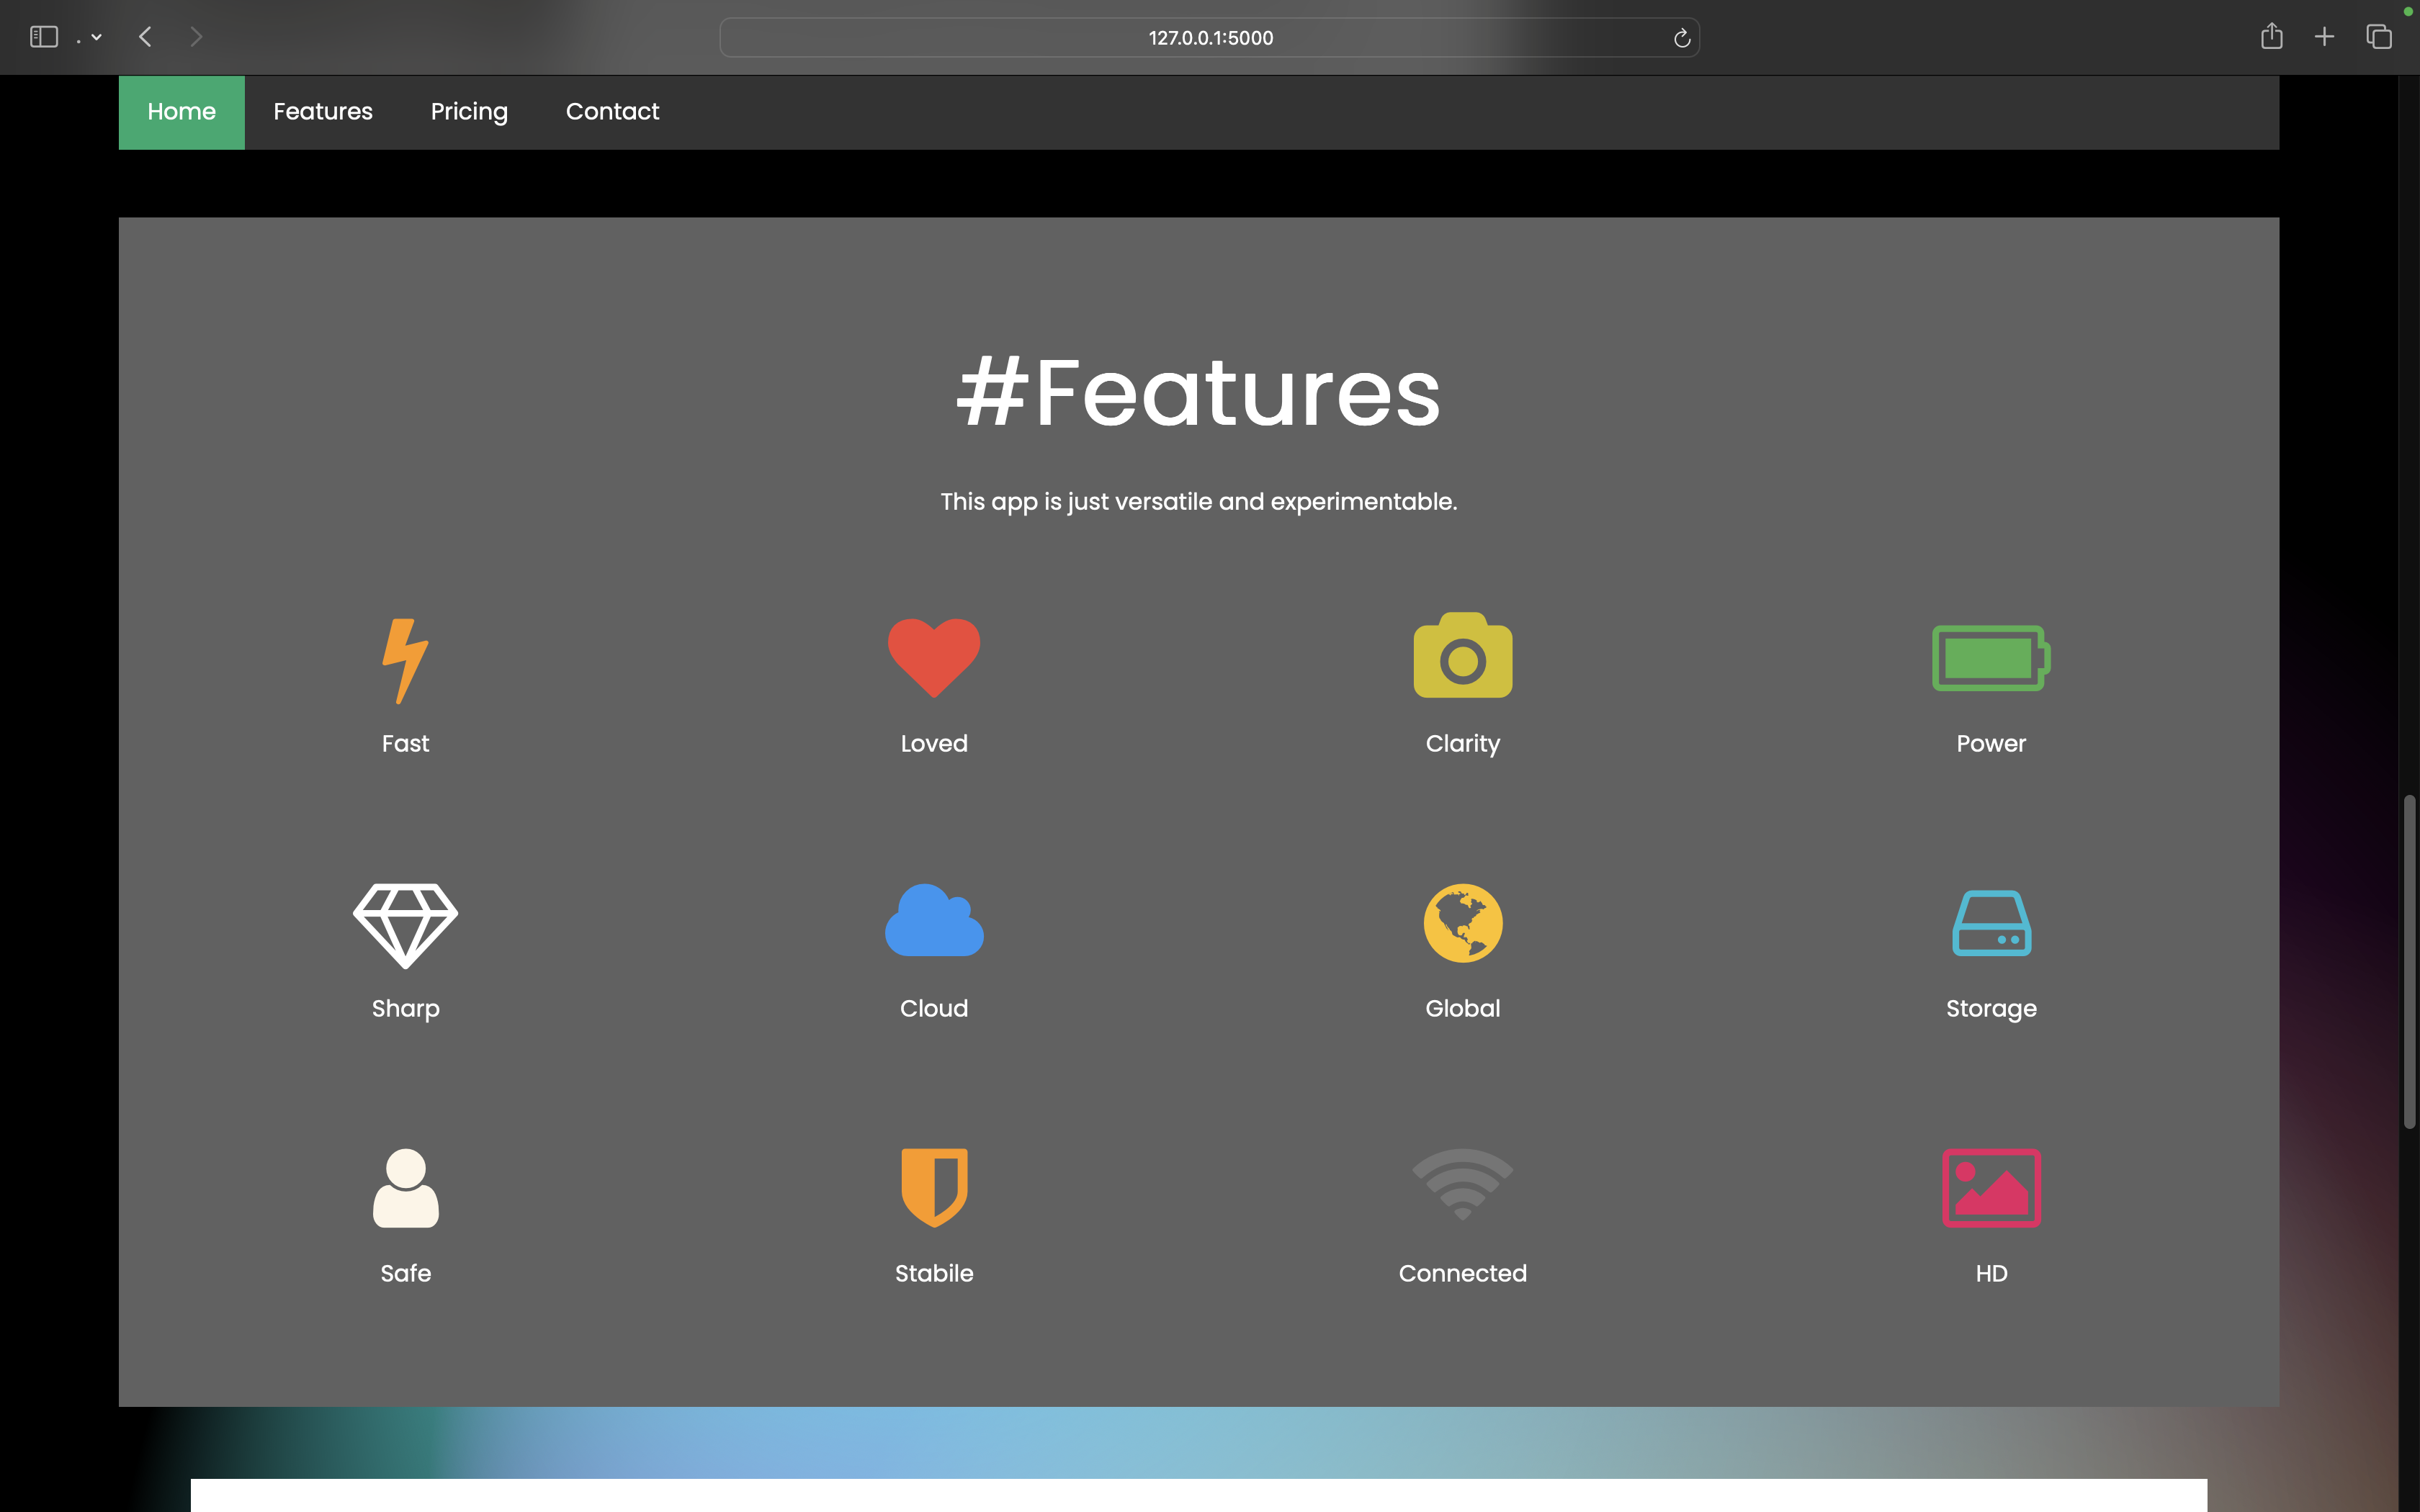 127.0.0.1:5000
Home Features Pricing Contact
#Features
This app is just versatile and experimentable.
Fast Loved Clarity Power
Sharp Cloud Global Storage
Safe Stabile Connected HD